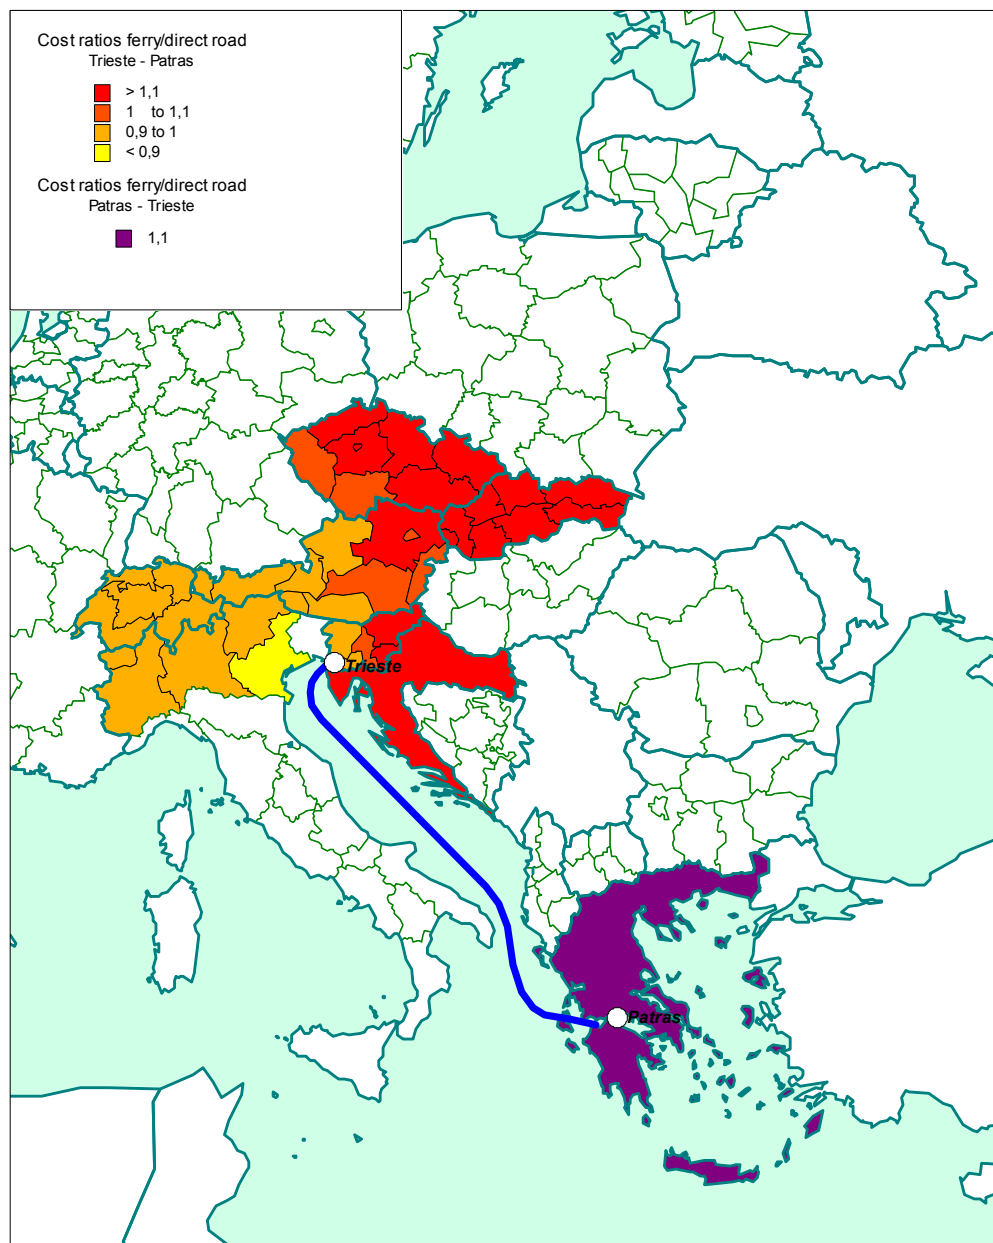 Cost ratios ferry/direct road
Trieste - Patras
> 1,1
1 to 1,1
0,9 to 1
< 0,9
Cost ratios ferry/direct road
Patras - Trieste
1,1
Trieste
Patras